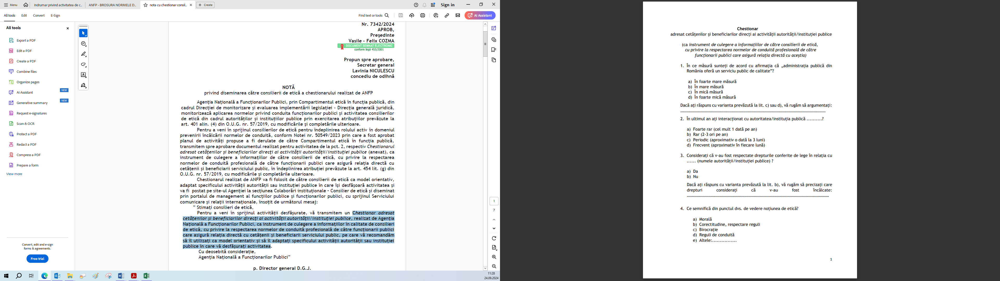 Menu
Indrumar privind activitatea de c...
ANFP - BROSURA NORMELE D...
nota cu chestionar consil...
Create
Sign in
All tools
Edit
Convert
E-Sign
Find text or tools
AI Assistant
All tools
Export a PDF
Edit a PDF
Create a PDF
Combine files
Organize pages
AI Assistant
NEW
Generative summary
NEW
Request e-signatures
Scan & OCR
Protect a PDF
Redact a PDF
Compress a PDF
Prepare a form
View more
Convert, edit and e-sign
forms & agreements.
Free trial
Nr. 7342/2024
APROB,
Președinte
Vasile - Felix COZMA
DOCUMENT SEMNAT ELECTRONIC
conform legii 455/2001
Propun spre aprobare,
Secretar general
Lavinia NICULESCU
concediu de odihnă
NOTĂ
privind diseminarea către consilierii de etică a chestionarului realizat de ANFP
Agenția Națională a Funcționarilor Publici, prin Compartimentul etică în funcția publică, din
cadrul Direcției de monitorizare și evaluarea implementării legislației - Direcția generală juridică,
monitorizează aplicarea normelor privind conduita funcționarilor publici și activitatea consilierilor
de etică din cadrul autorităților și instituțiilor publice prin exercitarea atribuțiilor prevăzute la
art. 401 alin. (4) din O.U.G. nr. 57/2019, cu modificările și completările ulterioare.
Pentru a veni în sprijinul consilierilor de etică pentru îndeplinirea rolului activ în domeniul
prevenirii încălcării normelor de conduită, conform Notei nr. 50549/2023 prin care a fost aprobat
planul de activități propuse a fi derulate de către Compartimentul etică în funcția publică,
transmitem spre aprobare documentul realizat pentru activitatea de la pct. 2, respectiv Chestionarul
adresat cetățenilor și beneficiarilor direcți ai activității autorității/instituției publice (anexat), ca
instrument de culegere a informațiilor de către consilierii de etică, cu privire la respectarea
normelor de conduită profesională de către funcționarii publici care asigură relația directă cu
cetățenii și beneficiarii serviciului public, în îndeplinirea atribuției prevăzute la art. 454 lit. (g) din
O.U.G. nr. 57/2019, cu modificările și completările ulterioare.
Chestionarul realizat de ANFP va fi folosit de către consilierii de etică ca model orientativ,
adaptat specificului activității autorității sau instituției publice în care își desfășoară activitatea și
va fi postat pe site-ul Agenției la secțiunea Colaborări instituționale - Consilier de etică și diseminat
prin portalul de management al funcțiilor publice și funcționarilor publici, cu sprijinul Serviciului
comunicare și relații internaționale, însoțit de următorul mesaj:
” Stimați consilieri de etică,
Pentru a veni în sprijinul activității desfășurate, vă transmitem un Chestionar adresat
cetățenilor și beneficiarilor direcți ai activității autorității/instituției publice, realizat de Agenția
Națională a Funcționarilor Publici, ca instrument de culegere a informațiilor în calitate de consilieri
de etică, cu privire la respectarea normelor de conduită profesională de către funcționarii publici
care asigură relația directă cu cetățenii și beneficiarii serviciului public, pe care vă recomandăm
să îl utilizați ca model orientativ și să îl adaptați specificului activității autorității sau instituției
publice în care vă desfășurați activitatea.
Cu deosebită considerație,
Agenția Națională a Funcționarilor Publici”
p. Director general D.G.J.
1
7
11:28
24.09.2024
Chestionar
adresat cetățenilor și beneficiarilor direcți ai activității autorității/instituției publice
(ca instrument de culegere a informațiilor de către consilierii de etică,
cu privire la respectarea normelor de conduită profesională de către
funcționarii publici care asigură relația directă cu aceștia)
1. În ce măsură sunteți de acord cu afirmația că „administrația publică din
România oferă un serviciu public de calitate”?
a) În foarte mare măsură
b) În mare măsură
c) În mică măsură
d) În foarte mică măsură
Dacă ați răspuns cu varianta prevăzută la lit. c) sau d), vă rugăm să argumentați:
..........................................................................................................................
2. În ultimul an ați interacționat cu autoritatea/instituția publică ..........?
a) Foarte rar (cel mult 1 dată pe an)
b) Rar (2-3 ori pe an)
c) Periodic (aproximativ o dată la 3 luni)
d) Frecvent (aproximativ în fiecare lună)
3. Considerați că v-au fost respectate drepturile conferite de lege în relația cu
...... (numele autorității/instituției publice) ?
a) Da
b) Nu
Dacă ați răspuns cu varianta prevăzută la lit. b), vă rugăm să precizați care
drepturi considerați că v-au fost încălcate:
..........................................................................................................................
4. Ce semnifică din punctul dvs. de vedere noțiunea de etică?
a) Morală
b) Corectitudine, respectare reguli
c) Birocrație
d) Reguli de conduită
e) Altele:................
1